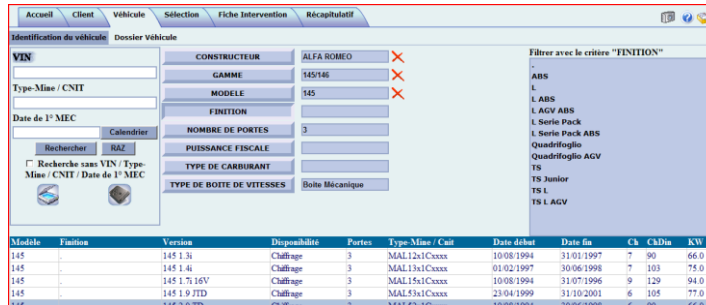 Accueil Client Véhicule Sélection Fiche Intervention Récapitulatif
Identification du véhicule Dossier Véhicule
VIN
Type-Mine / CNIT
Date de 1° MEC
Calendrier
Rechercher RAZ
Recherche sans VIN / Type-
Mine / CNIT / Date de 1° MEC
CONSTRUCTEUR ALFA ROMEO
GAMME 145/146
MODELE 145
FINITION
NOMBRE DE PORTES 3
PUISSANCE FISCALE
TYPE DE CARBURANT
TYPE DE BOITE DE VITESSES Boite Mécanique
Filtrer avec le critère "FINITION"
-
ABS
L
L ABS
L AGV ABS
L Serie Pack
L Serie Pack ABS
Quadrifoglio
Quadrifoglio AGV
TS
TS Junior
TS L
TS L AGV
Modèle Finition Version Disponibilité Portes Type-Mine / Cnit Date début Date fin Ch ChDin KW
145 . 145 1.3i Chiffrage 3 MAL12x1Cxxxx 10/08/1994 31/01/1997 7 90 66.0
145 . 145 1.4i Chiffrage 3 MAL13x1Cxxxx 01/02/1997 30/06/1998 7 103 75.0
145 . 145 1.7i 16V Chiffrage 3 MAL15x1Cxxxx 10/08/1994 31/07/1996 9 129 94.0
145 . 145 1.9 JTD Chiffrage 3 MAL53x1Cxxxx 23/04/1999 31/10/2001 6 105 77.0